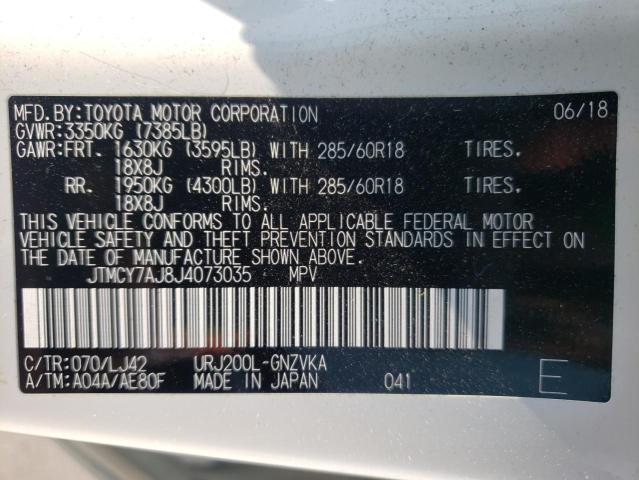 MFD.BY:TOYOTA MOTOR CORPORATION 06/18
GVWR:3350KG (7385LB)
GAWR:FRT. 1630KG (3595LB) WITH 285/60R18 TIRES.
18X8J RIMS.
RR. 1950KG (4300LB) WITH 285/60R18 TIRES.
18X8J RIMS.
THIS VEHICLE CONFORMS TO ALL APPLICABLE FEDERAL MOTOR
VEHICLE SAFETY AND THEFT PREVENTION STANDARDS IN EFFECT ON
THE DATE OF MANUFACTURE SHOWN ABOVE.
JTMCY7AJ8J4073035 MPV
C/TR:070/LJ42 URJ200L-GNZVKA
A/TM:A04A/AE80F MADE IN JAPAN 041 E